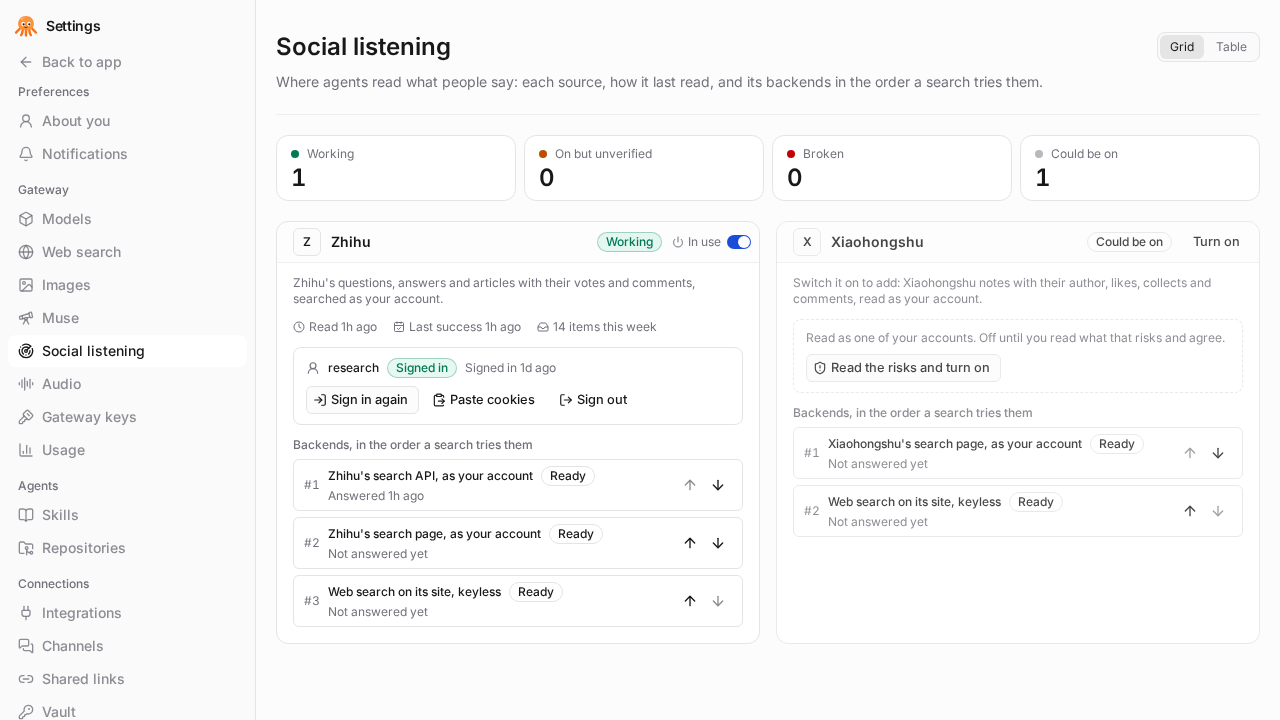 Settings
Back to app
Preferences
About you
Notifications
Gateway
Models
Web search
Images
Muse
Social listening
Audio
Gateway keys
Usage
Agents
Skills
Repositories
Connections
Integrations
Channels
Shared links
Vault
Social listening
Grid
Table
Where agents read what people say: each source, how it last read, and its backends in the order a search tries them.
Working
1
On but unverified
0
Broken
0
Could be on
1
Z
Zhihu
Working
In use
Zhihu's questions, answers and articles with their votes and comments,
searched as your account.
Read 1h ago
Last success 1h ago
14 items this week
research
Signed in
Signed in 1d ago
Sign in again
Paste cookies
Sign out
Backends, in the order a search tries them
#1
Zhihu's search API, as your account
Ready
Answered 1h ago
#2
Zhihu's search page, as your account
Ready
Not answered yet
#3
Web search on its site, keyless
Ready
Not answered yet
X
Xiaohongshu
Could be on
Turn on
Switch it on to add: Xiaohongshu notes with their author, likes, collects and
comments, read as your account.
Read as one of your accounts. Off until you read what that risks and agree.
Read the risks and turn on
Backends, in the order a search tries them
#1
Xiaohongshu's search page, as your account
Ready
Not answered yet
#2
Web search on its site, keyless
Ready
Not answered yet